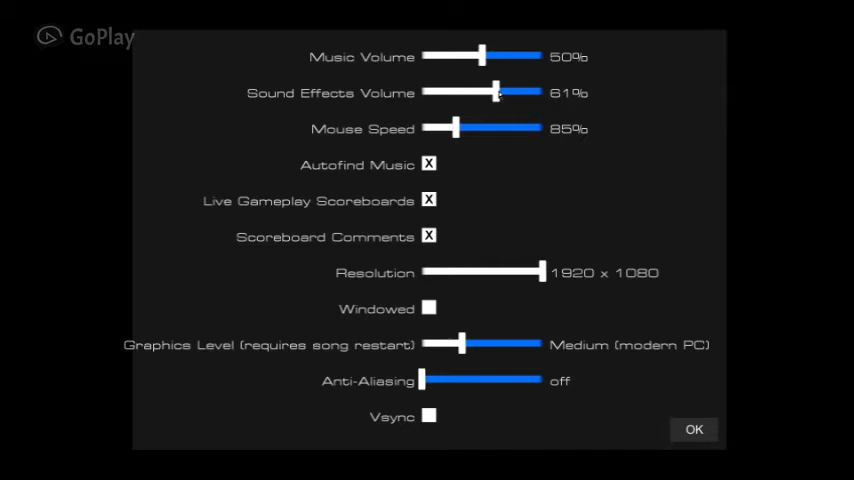 GoPlay
Music Volume 50%
Sound Effects Volume 61%
Mouse Speed 85%
Autofind Music X
Live Gameplay Scoreboards X
Scoreboard Comments X
Resolution 1920 x 1080
Windowed
Graphics Level (requires song restart) Medium (modern PC)
Anti-Aliasing off
Vsync
OK